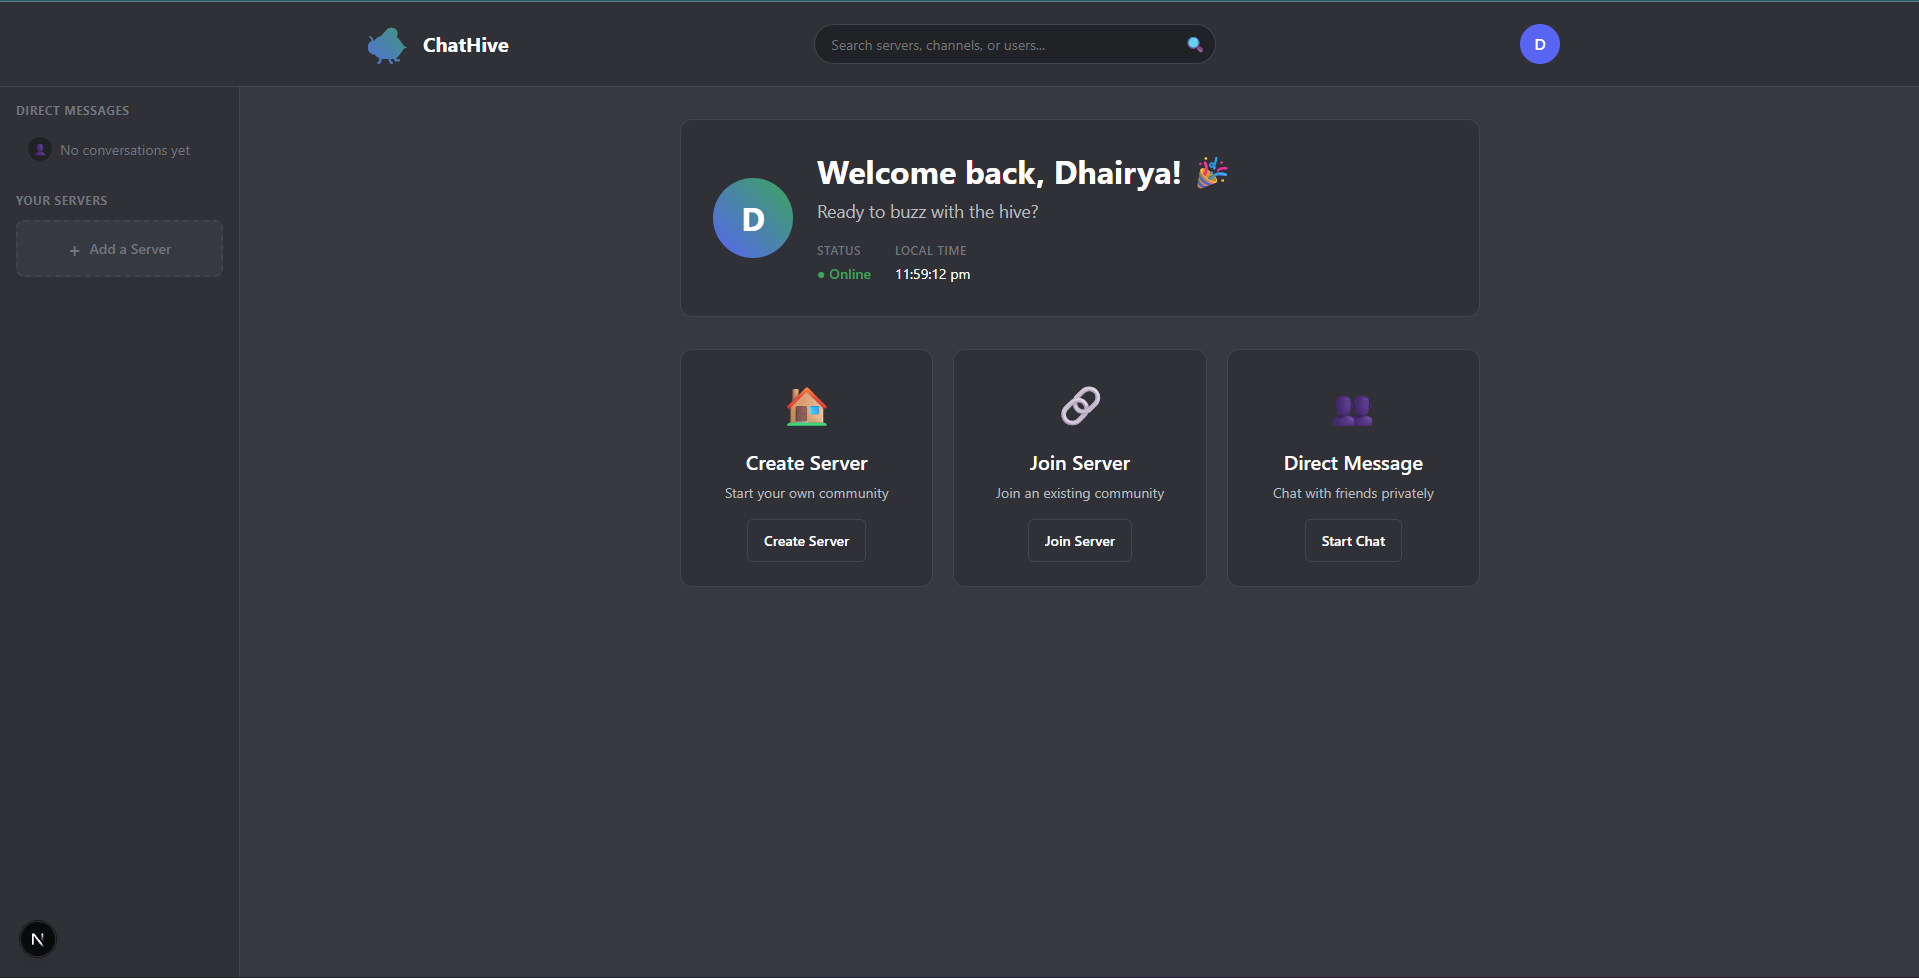 ChatHive
Search servers, channels, or users...
D
DIRECT MESSAGES
No conversations yet
YOUR SERVERS
+ Add a Server
D
Welcome back, Dhairya! 🎉
Ready to buzz with the hive?
STATUS
● Online
LOCAL TIME
11:59:12 pm
Create Server
Start your own community
Create Server
Join Server
Join an existing community
Join Server
Direct Message
Chat with friends privately
Start Chat
N